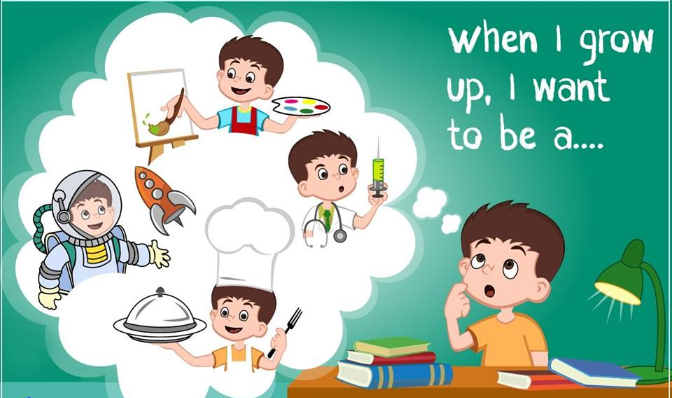 When I grow
up, I want
to be a....